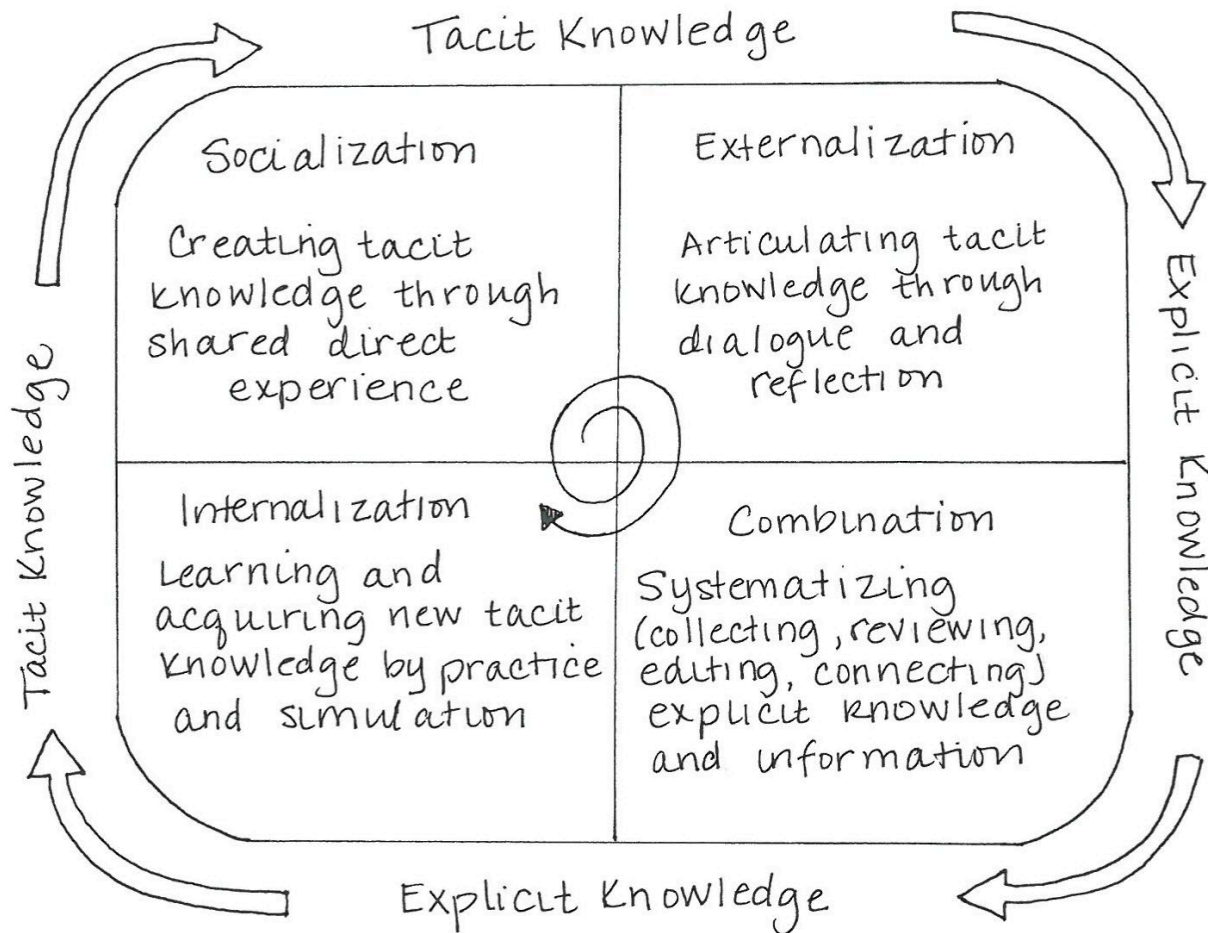 Tacit Knowledge
Socialization
Creating tacit
knowledge through
shared direct
experience
Externalization
Articulating tacit
knowledge through
dialogue and
reflection
Tacit Knowledge
Explicit Knowledge
Internalization
Learning and
acquiring new tacit
knowledge by practice
and simulation
Combination
Systematizing
(collecting, reviewing,
editing, connecting)
explicit knowledge
and information
Explicit Knowledge